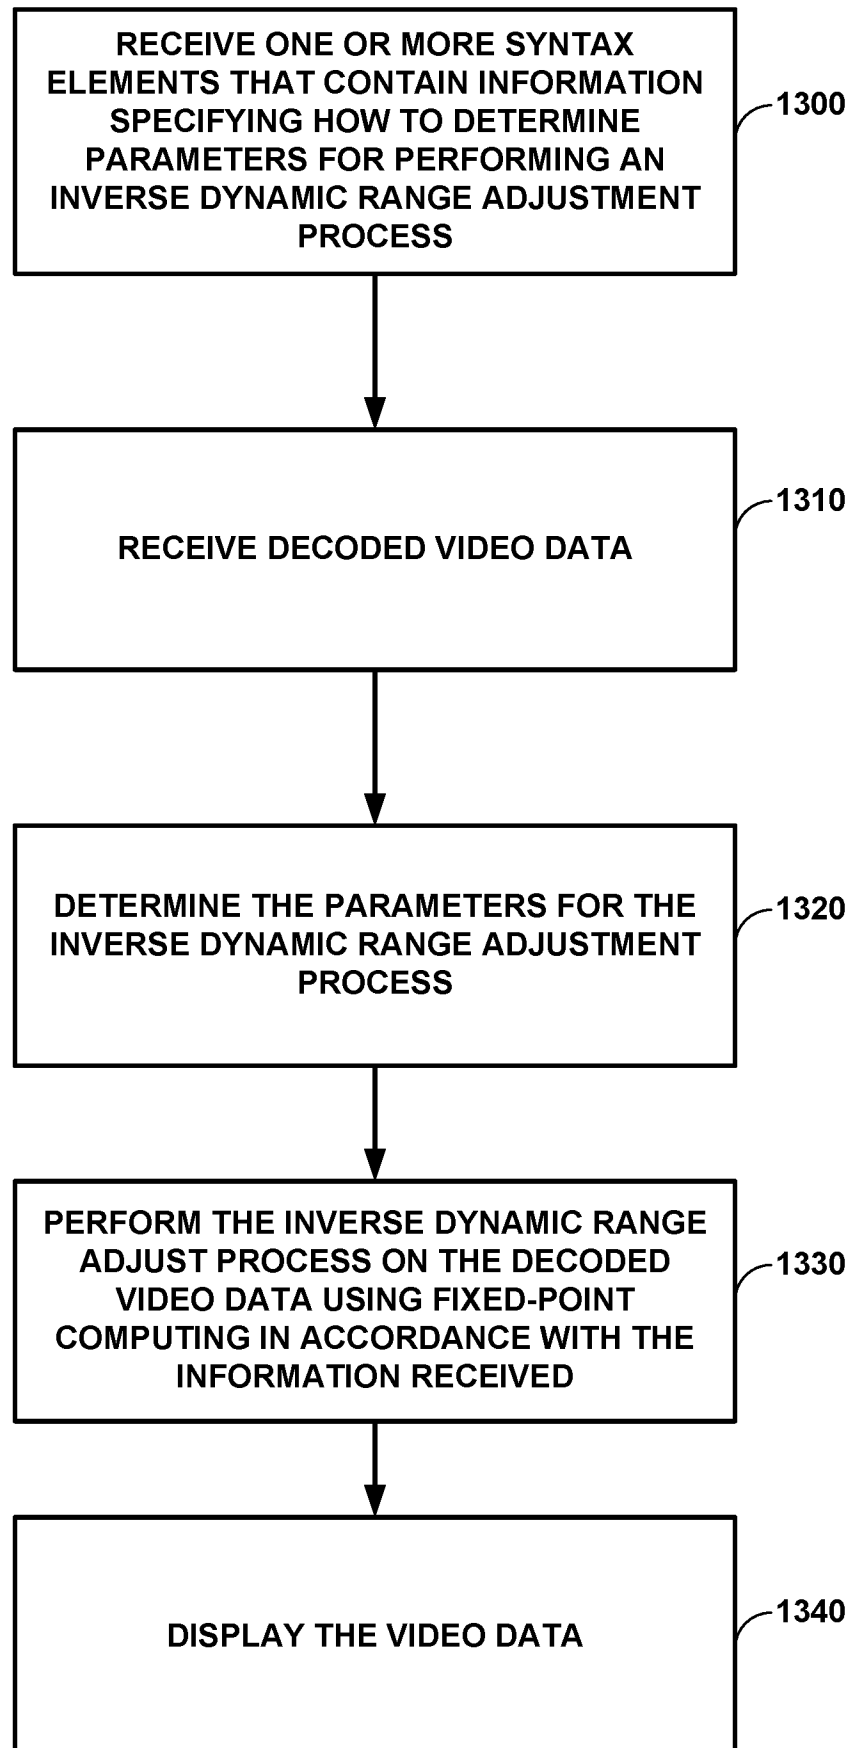 RECEIVE ONE OR MORE SYNTAX
ELEMENTS THAT CONTAIN INFORMATION
SPECIFYING HOW TO DETERMINE
PARAMETERS FOR PERFORMING AN
INVERSE DYNAMIC RANGE ADJUSTMENT
PROCESS
1300
RECEIVE DECODED VIDEO DATA
1310
DETERMINE THE PARAMETERS FOR THE
INVERSE DYNAMIC RANGE ADJUSTMENT
PROCESS
1320
PERFORM THE INVERSE DYNAMIC RANGE
ADJUST PROCESS ON THE DECODED
VIDEO DATA USING FIXED-POINT
COMPUTING IN ACCORDANCE WITH THE
INFORMATION RECEIVED
1330
DISPLAY THE VIDEO DATA
1340